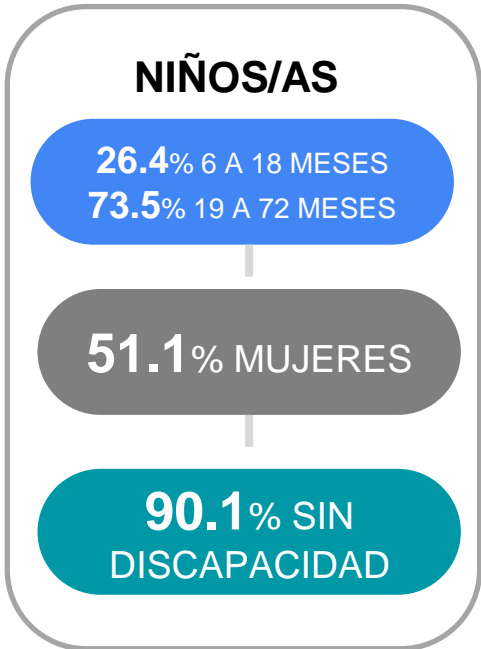 NIÑOS/AS
26.4% 6 A 18 MESES
73.5% 19 A 72 MESES
51.1% MUJERES
90.1% SIN
DISCAPACIDAD